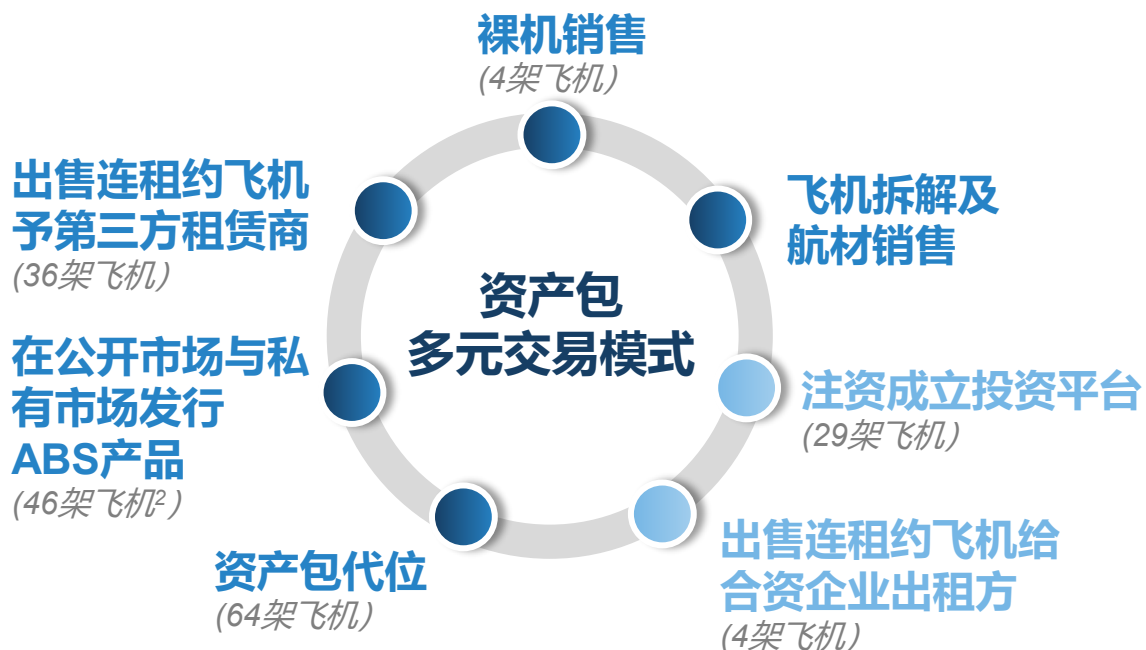 裸机销售
(4架飞机）
飞机拆解及
航材销售
注资成立投资平台
(29架飞机）
出售连租约飞机给
合资企业出租方
(4架飞机）
资产包代位
(64架飞机）
在公开市场与私
有市场发行
ABS产品
(46架飞机²）
出售连租约飞机
予第三方租赁商
(36架飞机）
资产包
多元交易模式